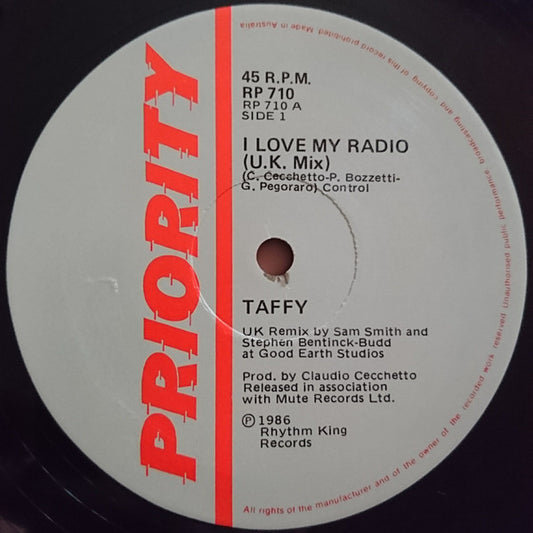 PRIORITY
45 R.P.M.
RP 710
RP 710 A
SIDE 1
I LOVE MY RADIO
(U.K. Mix)
(C. Cecchetto-P. Bozzetti-
G. Pegoraro) Control
TAFFY
UK Remix by Sam Smith and
Stephen Bentinck-Budd
at Good Earth Studios
Prod. by Claudio Cecchetto
Released in association
with Mute Records Ltd.
Ⓟ 1986
Rhythm King
Records
All rights of the manufacturer and of the owner of the recorded work reserved. Unauthorised public performance broadcasting and copying of this record prohibited. Made in Australia